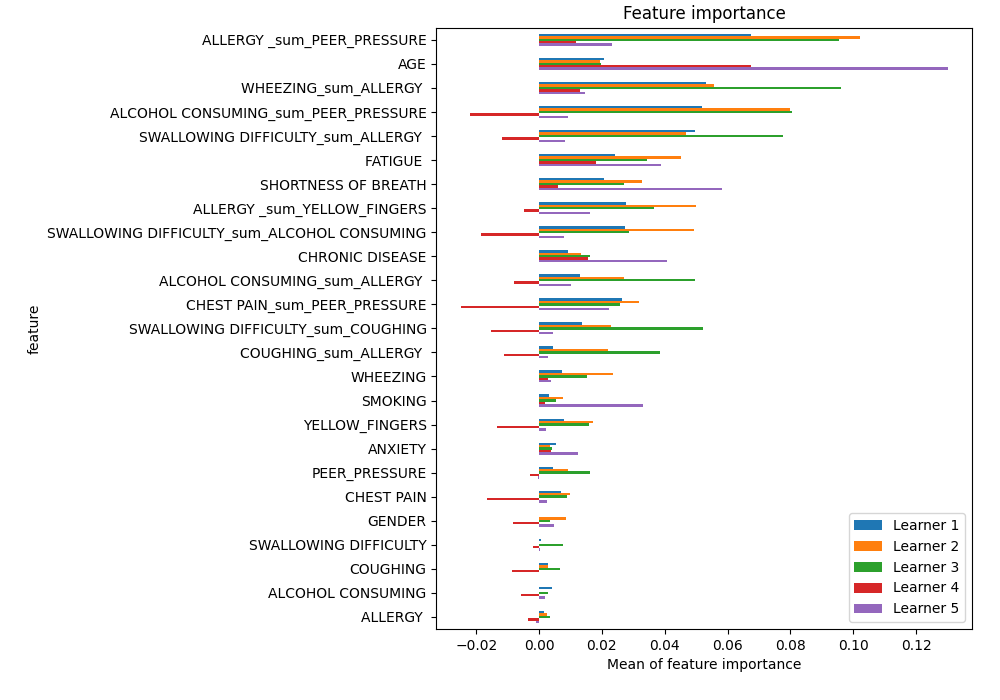 Feature importance
ALLERGY _sum_PEER_PRESSURE
AGE
WHEEZING_sum_ALLERGY
ALCOHOL CONSUMING_sum_PEER_PRESSURE
SWALLOWING DIFFICULTY_sum_ALLERGY
FATIGUE
SHORTNESS OF BREATH
ALLERGY _sum_YELLOW_FINGERS
SWALLOWING DIFFICULTY_sum_ALCOHOL CONSUMING
CHRONIC DISEASE
ALCOHOL CONSUMING_sum_ALLERGY
CHEST PAIN_sum_PEER_PRESSURE
SWALLOWING DIFFICULTY_sum_COUGHING
COUGHING_sum_ALLERGY
WHEEZING
SMOKING
YELLOW_FINGERS
ANXIETY
PEER_PRESSURE
CHEST PAIN
GENDER
SWALLOWING DIFFICULTY
COUGHING
ALCOHOL CONSUMING
ALLERGY
feature
Learner 1
Learner 2
Learner 3
Learner 4
Learner 5
−0.02 0.00 0.02 0.04 0.06 0.08 0.10 0.12
Mean of feature importance